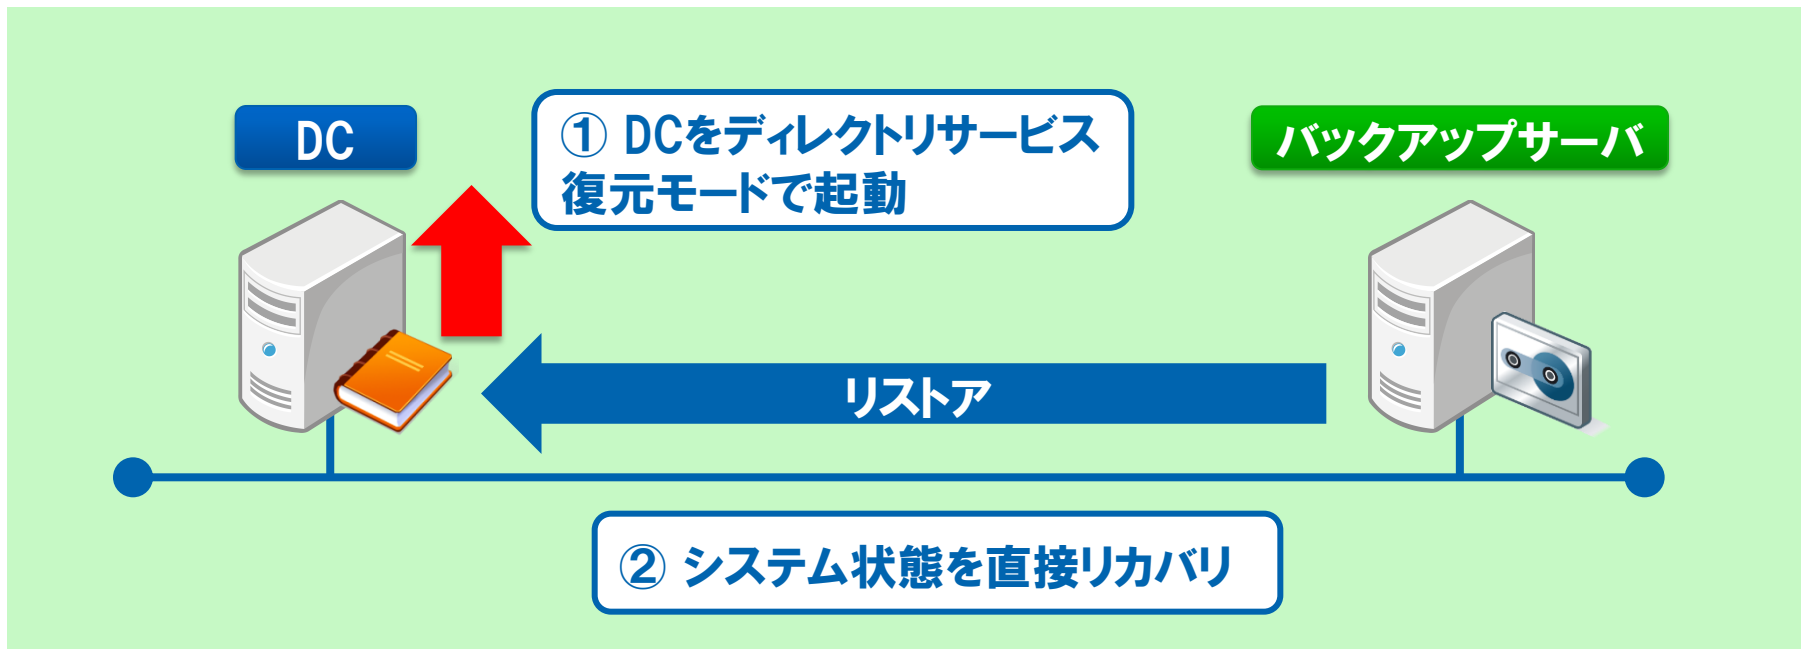 DC
① DCをディレクトリサービス
復元モードで起動
バックアップサーバ
リストア
② システム状態を直接リカバリ